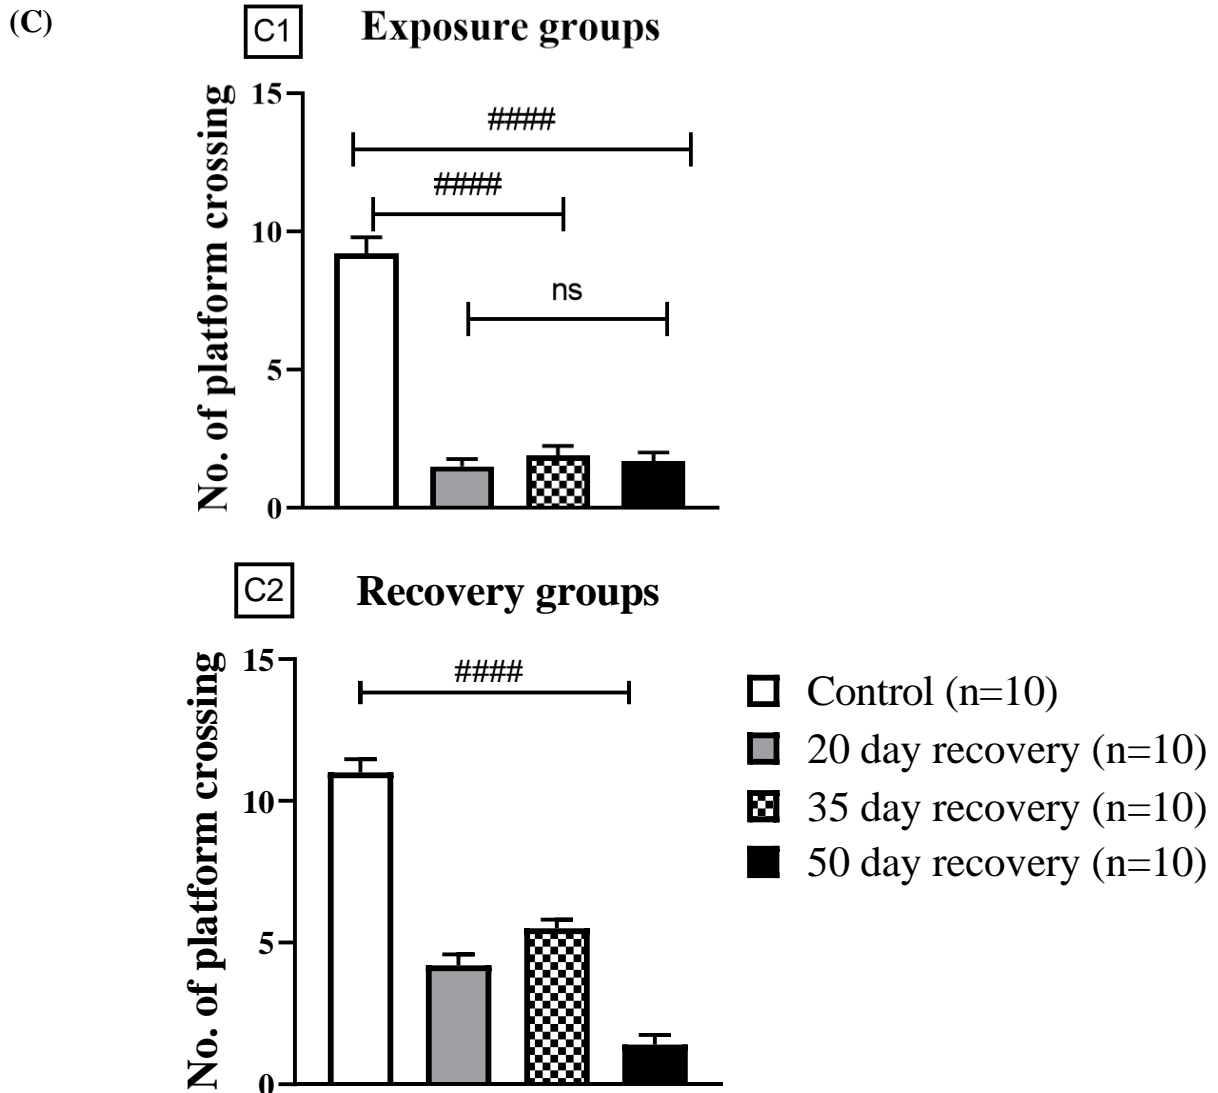 (C)
C1 Exposure groups
No. of platform crossing
15
10
5
0
####
####
ns
C2 Recovery groups
No. of platform crossing
15
10
5
0
####
Control (n=10)
20 day recovery (n=10)
35 day recovery (n=10)
50 day recovery (n=10)